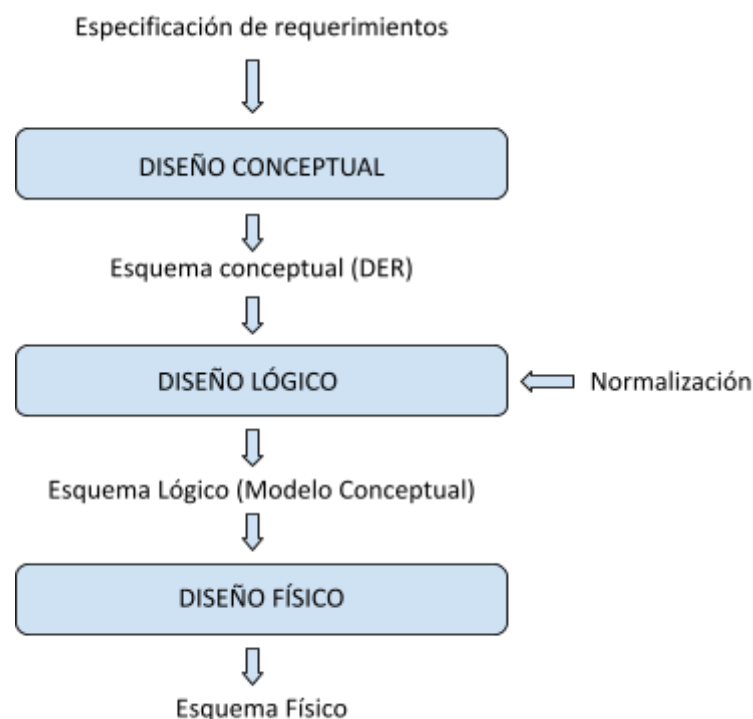 Especificación de requerimientos
DISEÑO CONCEPTUAL
Esquema conceptual (DER)
DISEÑO LÓGICO
Normalización
Esquema Lógico (Modelo Conceptual)
DISEÑO FÍSICO
Esquema Físico